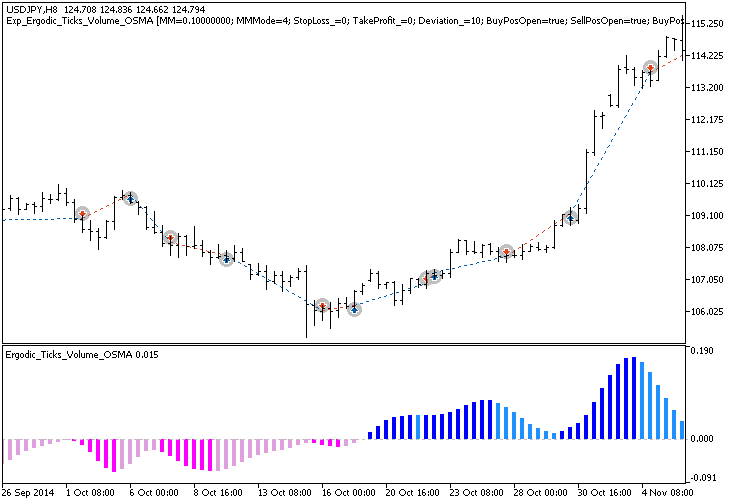 USDJPY,H8 124.708 124.836 124.662 124.794
Exp_Ergodic_Ticks_Volume_OSMA [MM=0.10000000; MMMode=4; StopLoss_=0; TakeProfit_=0; Deviation_=10; BuyPosOpen=true; SellPosOpen=true; BuyPos
115.250
114.225
113.200
112.175
111.150
110.125
109.100
108.075
107.050
106.025
Ergodic_Ticks_Volume_OSMA 0.015
0.190
0.000
-0.091
26 Sep 2014
1 Oct 08:00
6 Oct 00:00
8 Oct 16:00
13 Oct 08:00
16 Oct 00:00
20 Oct 16:00
23 Oct 08:00
28 Oct 00:00
30 Oct 16:00
4 Nov 08:00